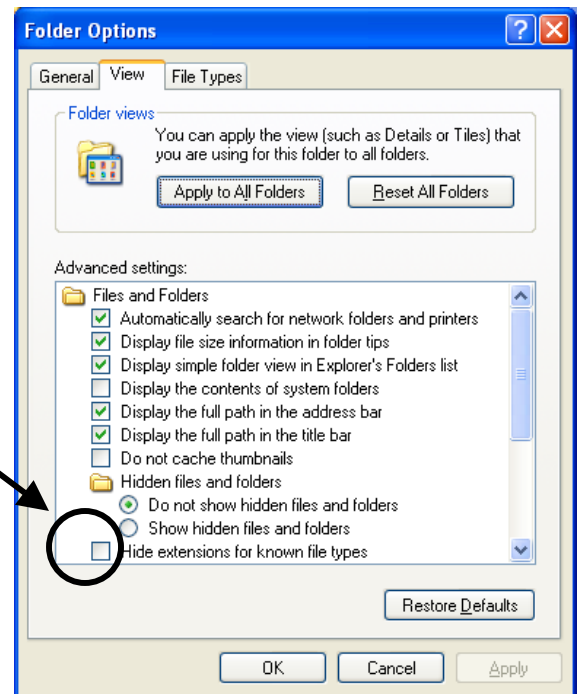 Folder Options
General View File Types
Folder views
You can apply the view (such as Details or Tiles) that
you are using for this folder to all folders.
Apply to All Folders Reset All Folders
Advanced settings:
Files and Folders
Automatically search for network folders and printers
Display file size information in folder tips
Display simple folder view in Explorer's Folders list
Display the contents of system folders
Display the full path in the address bar
Display the full path in the title bar
Do not cache thumbnails
Hidden files and folders
Do not show hidden files and folders
Show hidden files and folders
Hide extensions for known file types
Restore Defaults
OK Cancel Apply